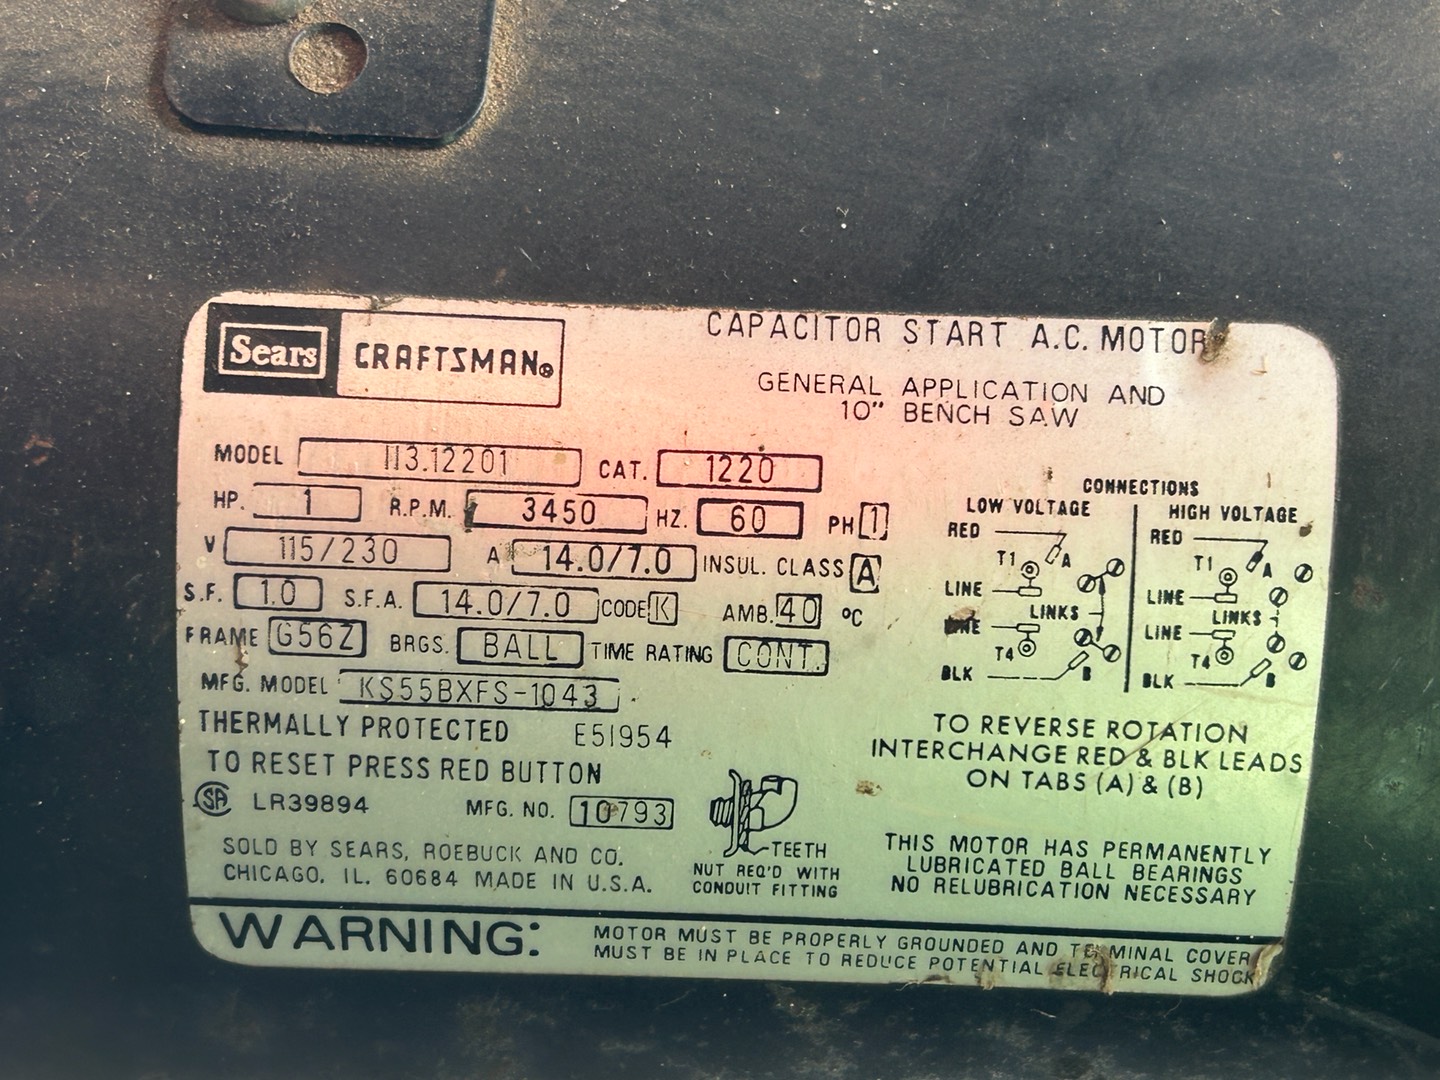 Sears CRAFTSMAN®
CAPACITOR START A.C. MOTOR
GENERAL APPLICATION AND
10" BENCH SAW
MODEL 113.12201 CAT. 1220
HP. 1 R.P.M. 3450 HZ. 60 PH 1
V 115/230 A 14.0/7.0 INSUL. CLASS A
S.F. 1.0 S.F.A. 14.0/7.0 CODE K AMB. 40 °C
FRAME G56Z BRGS. BALL TIME RATING CONT.
MFG. MODEL KS55BXFS-1043
THERMALLY PROTECTED E51954
TO RESET PRESS RED BUTTON
SA LR39894 MFG. NO. 10793
SOLD BY SEARS, ROEBUCK AND CO.
CHICAGO, IL. 60684 MADE IN U.S.A.
TEETH
NUT REQ'D WITH
CONDUIT FITTING
CONNECTIONS
LOW VOLTAGE
RED
T1 A
LINE
LINKS
LINE
T4
BLK B
HIGH VOLTAGE
RED
T1 A
LINE
LINKS
LINE
T4
BLK B
TO REVERSE ROTATION
INTERCHANGE RED & BLK LEADS
ON TABS (A) & (B)
THIS MOTOR HAS PERMANENTLY
LUBRICATED BALL BEARINGS
NO RELUBRICATION NECESSARY
WARNING:
MOTOR MUST BE PROPERLY GROUNDED AND TERMINAL COVER
MUST BE IN PLACE TO REDUCE POTENTIAL ELECTRICAL SHOCK